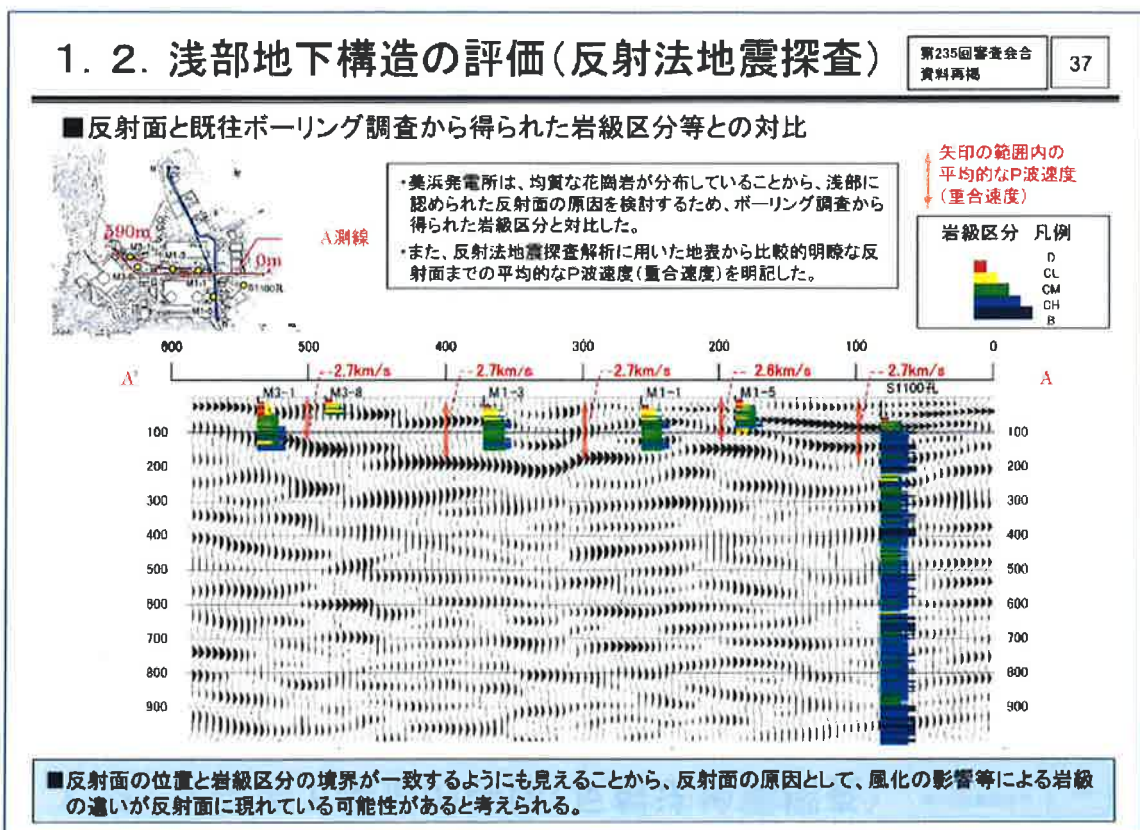 1．2．浅部地下構造の評価（反射法地震探査）
第235回審査会合
資料再掲
37
■反射面と既往ボーリング調査から得られた岩級区分等との対比
590m
0m
M1-1
S1100孔
A測線
・美浜発電所は、均質な花崗岩が分布していることから、浅部に
認められた反射面の原因を検討するため、ボーリング調査から
得られた岩級区分と対比した。
・また、反射法地震探査解析に用いた地表から比較的明瞭な反
射面までの平均的なP波速度（重合速度）を明記した。
矢印の範囲内の
平均的なP波速度
（重合速度）
岩級区分 凡例
D
CL
CM
CH
B
600 500 400 300 200 100 0
A' A
2.7km/s 2.7km/s 2.7km/s 2.6km/s 2.7km/s
M3-1 M3-8 M1-3 M1-1 M1-5 S1100孔
100 100
200 200
300 300
400 400
500 500
600 600
700 700
800 800
900 900
■反射面の位置と岩級区分の境界が一致するようにも見えることから、反射面の原因として、風化の影響等による岩級
の違いが反射面に現れている可能性があると考えられる。